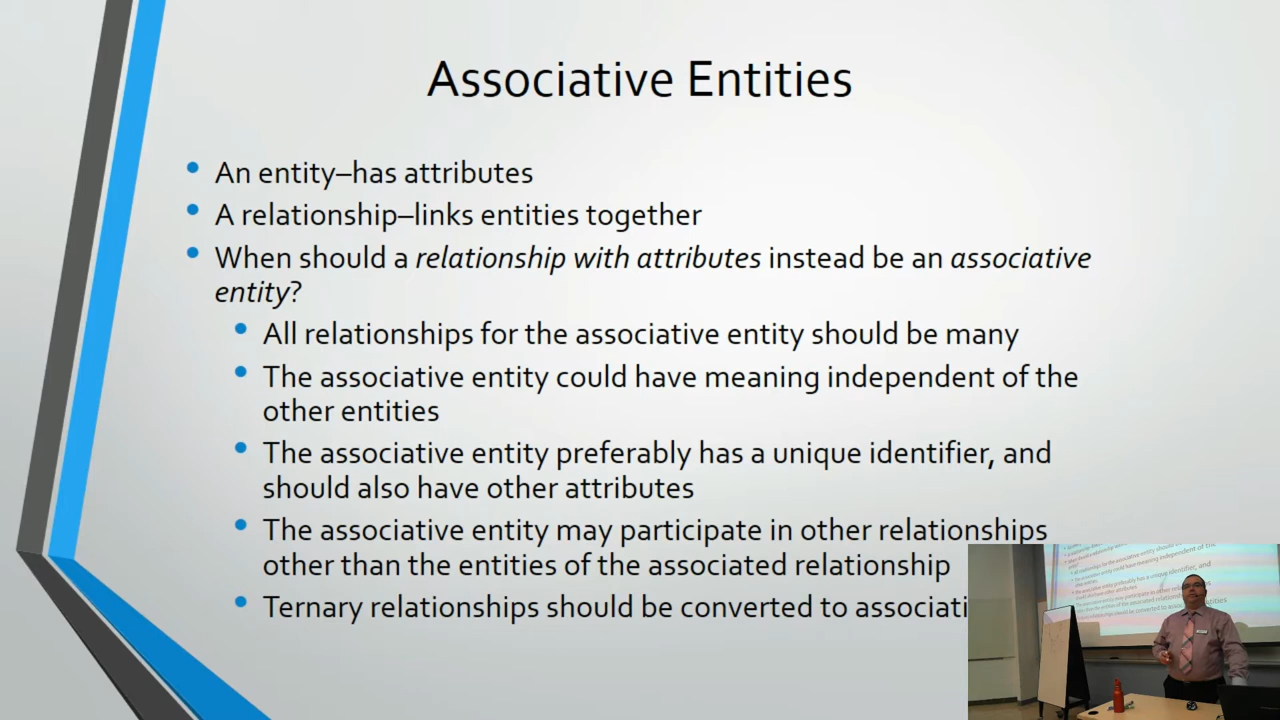 Associative Entities
• An entity–has attributes
• A relationship–links entities together
• When should a relationship with attributes instead be an associative
entity?
• All relationships for the associative entity should be many
• The associative entity could have meaning independent of the
other entities
• The associative entity preferably has a unique identifier, and
should also have other attributes
• The associative entity may participate in other relationships
other than the entities of the associated relationship
• Ternary relationships should be converted to associati